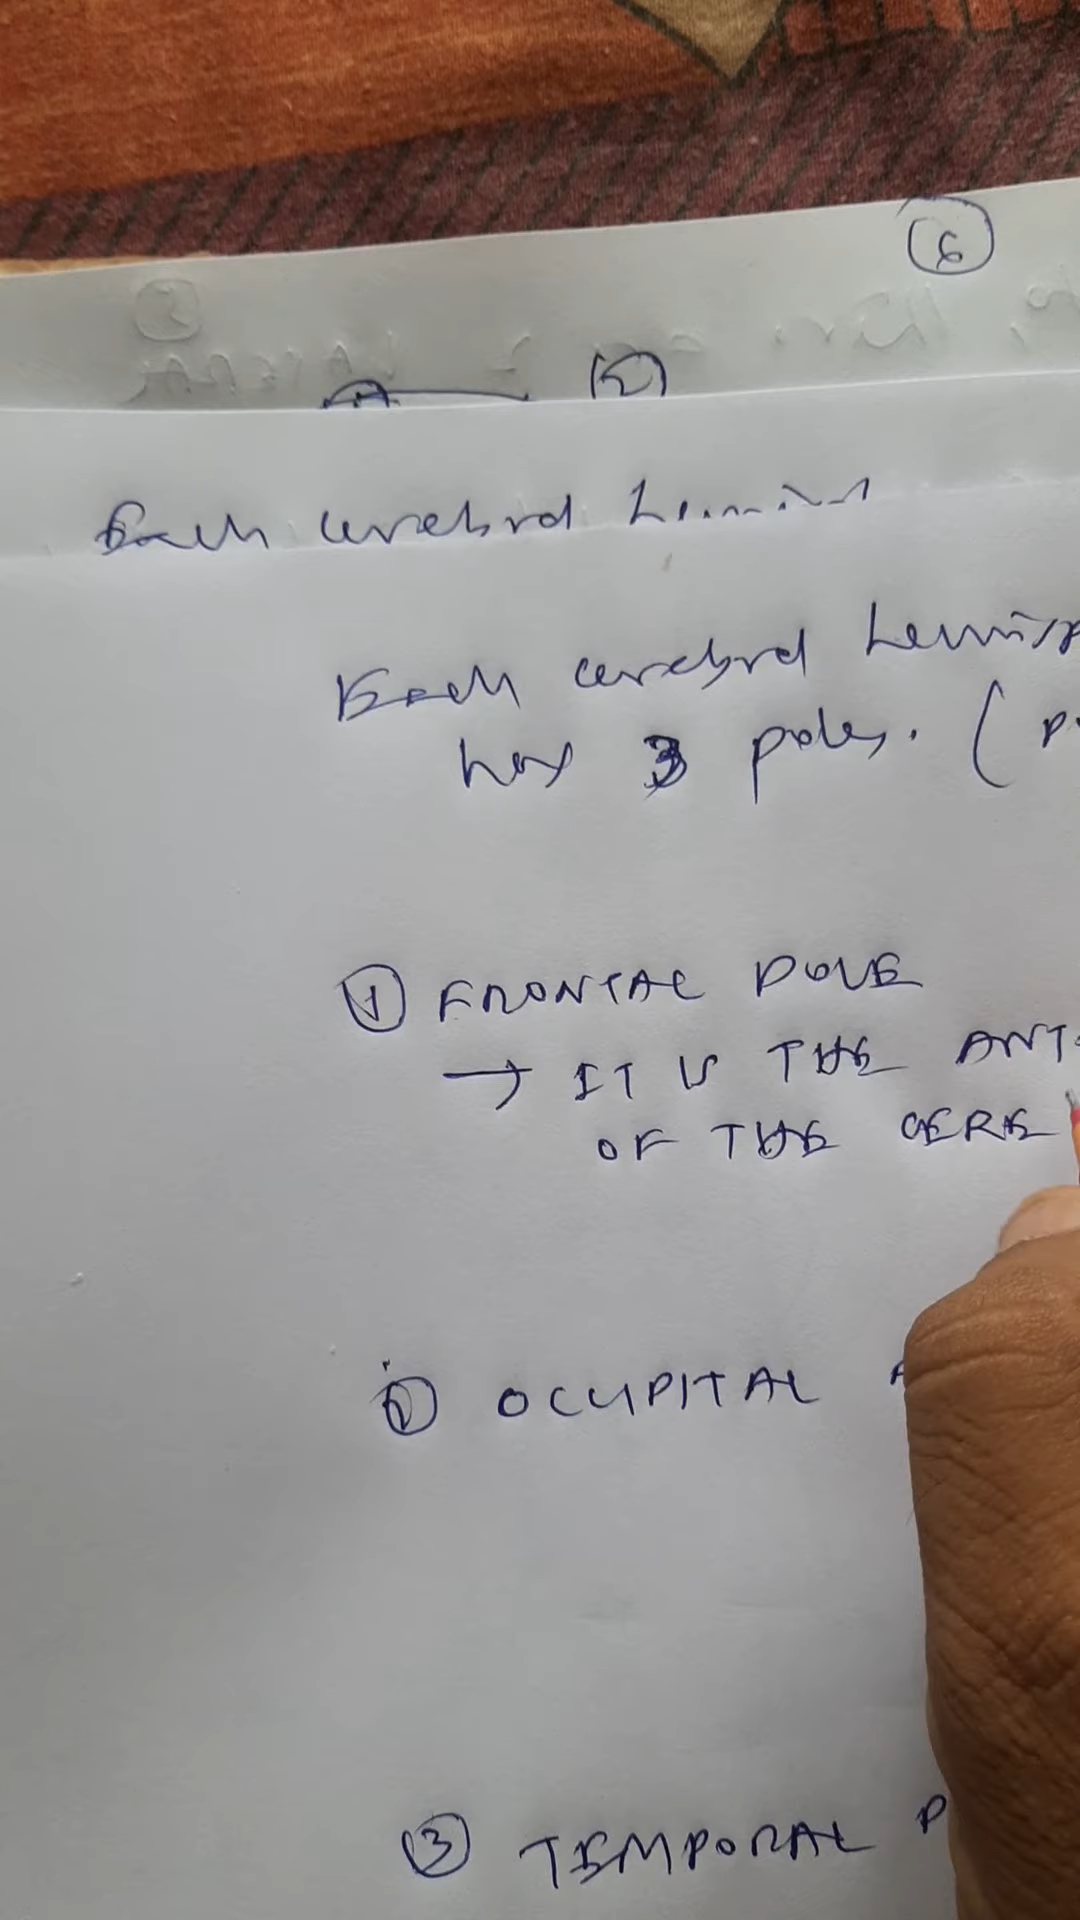 6
5
Each cerebral
Each cerebral hemisp
has 3 poles. (
1 FRONTAL POLE
→ IT IS THE ANT
OF THE CERE
2 OCCIPITAL
3 TEMPORAL P